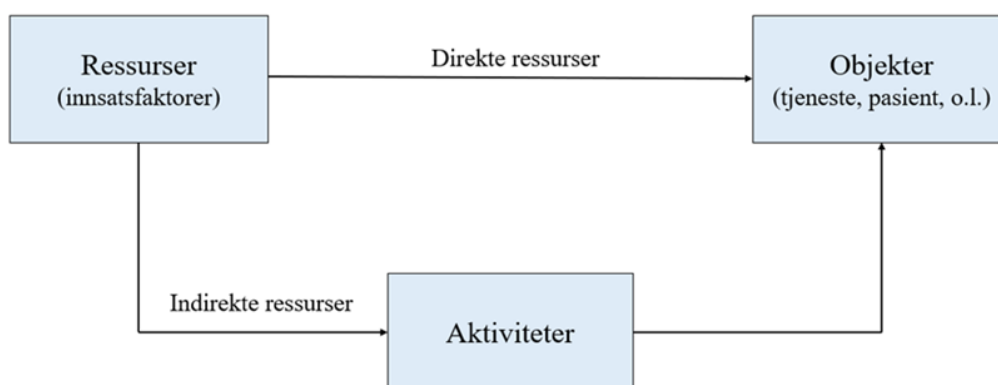 Ressurser
(innsatsfaktorer)
Direkte ressurser
Objekter
(tjeneste, pasient, o.l.)
Indirekte ressurser
Aktiviteter